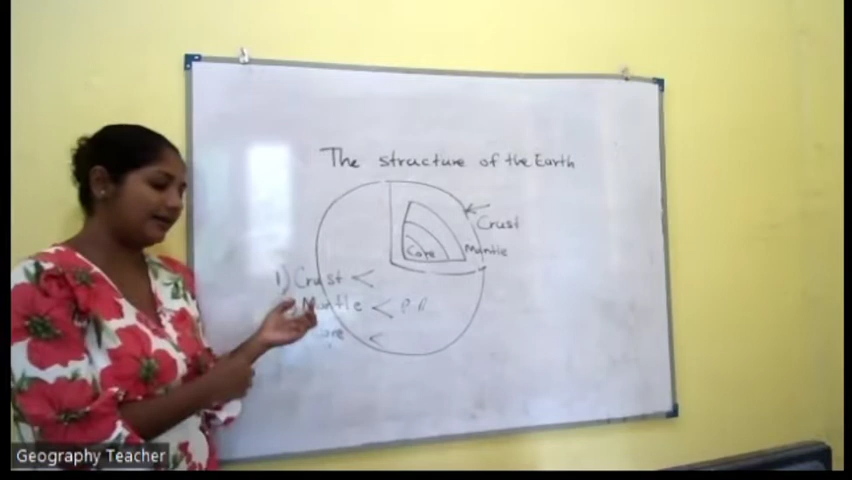 The structure of the Earth
Crust
Core Mantle
1) Crust <
Mantle <
<
Geography Teacher